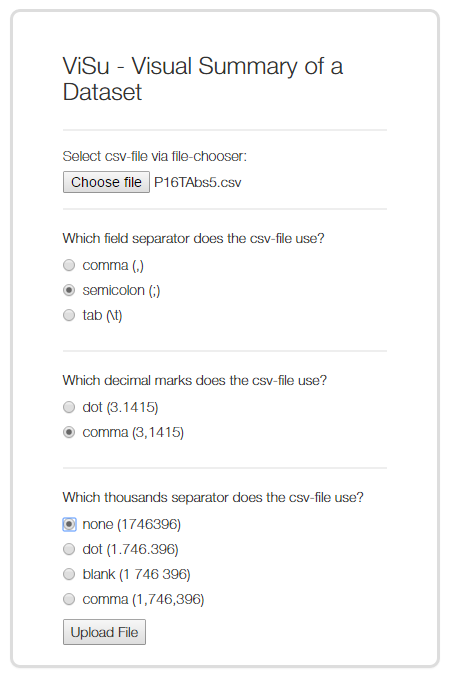 ViSu - Visual Summary of a
Dataset
Select csv-file via file-chooser:
Choose file P16TAbs5.csv
Which field separator does the csv-file use?
comma (,)
semicolon (;)
tab (\t)
Which decimal marks does the csv-file use?
dot (3.1415)
comma (3,1415)
Which thousands separator does the csv-file use?
none (1746396)
dot (1.746.396)
blank (1 746 396)
comma (1,746,396)
Upload File